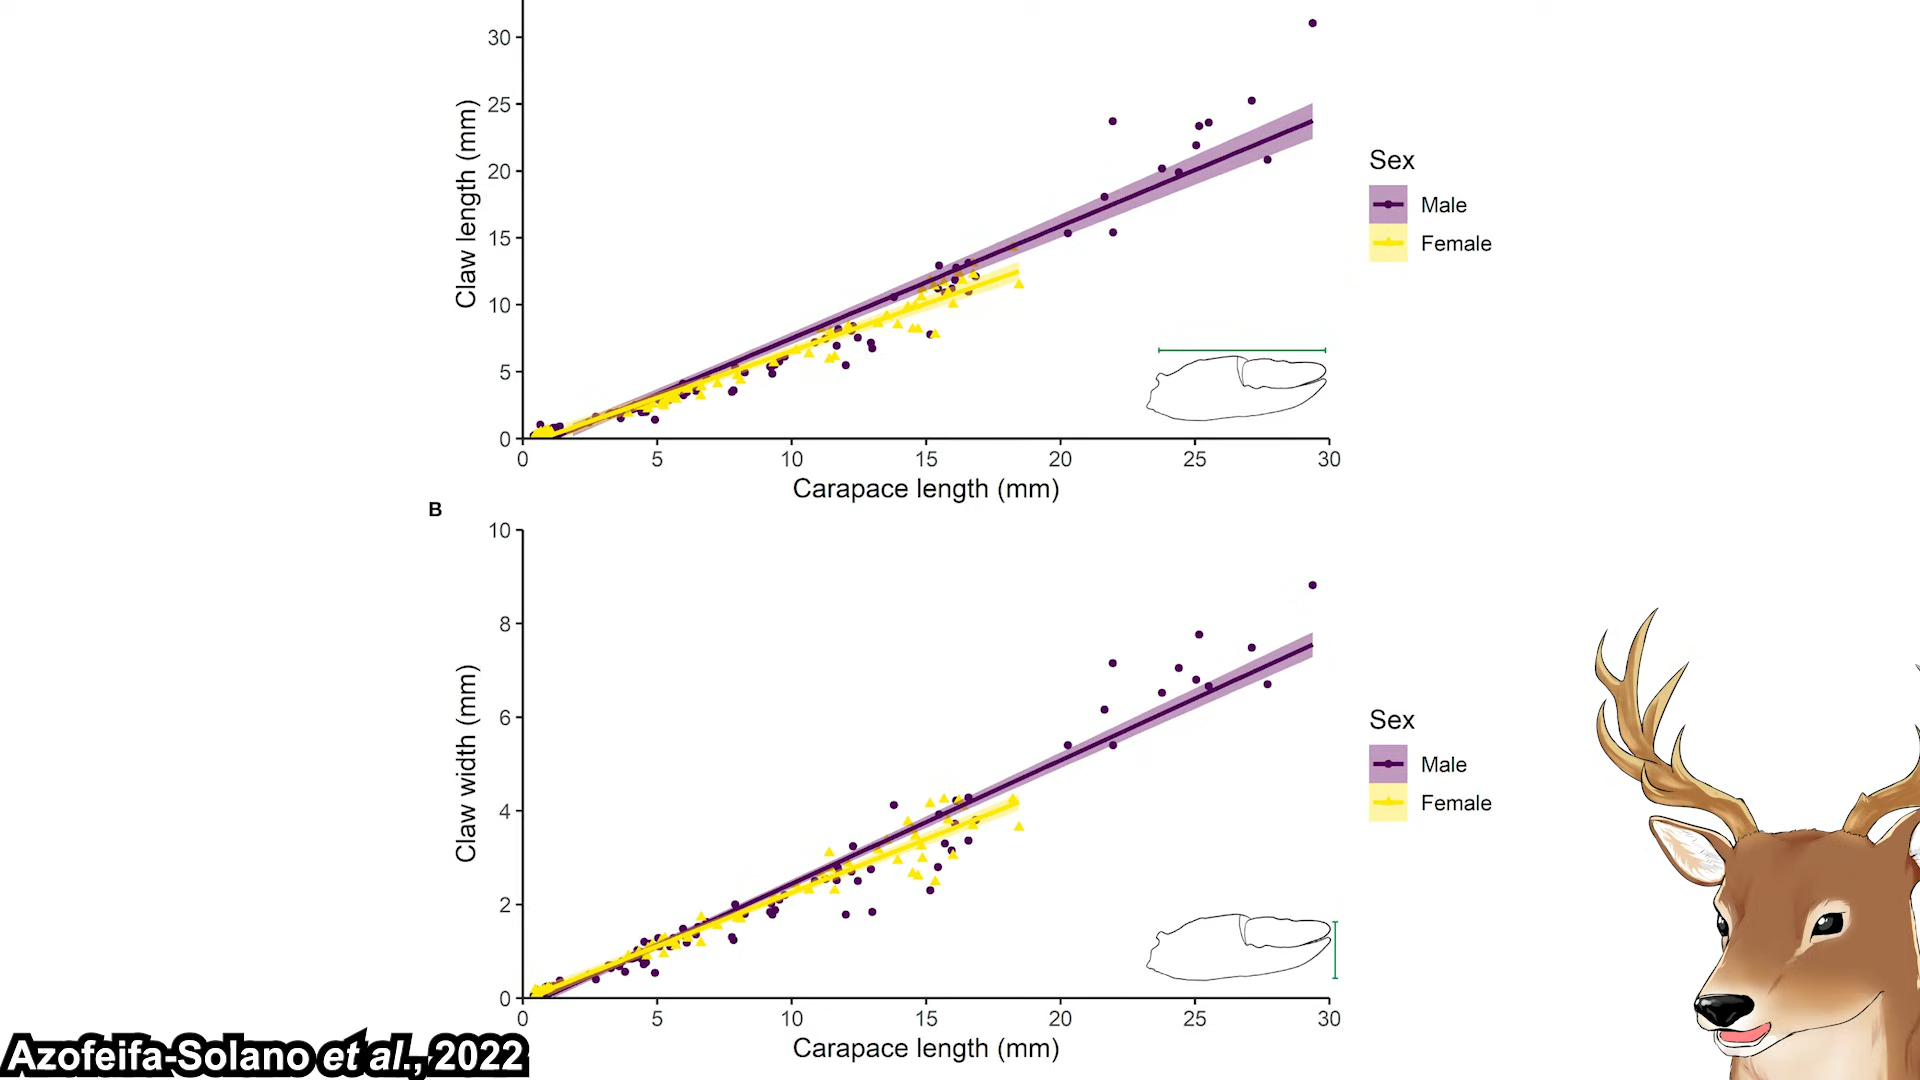 30
25
20
15
10
5
0
Claw length (mm)
0 5 10 15 20 25 30
Carapace length (mm)
Sex
Male
Female
B
10
8
6
4
2
0
Claw width (mm)
0 5 10 15 20 25 30
Carapace length (mm)
Sex
Male
Female
Azofeifa-Solano et al., 2022